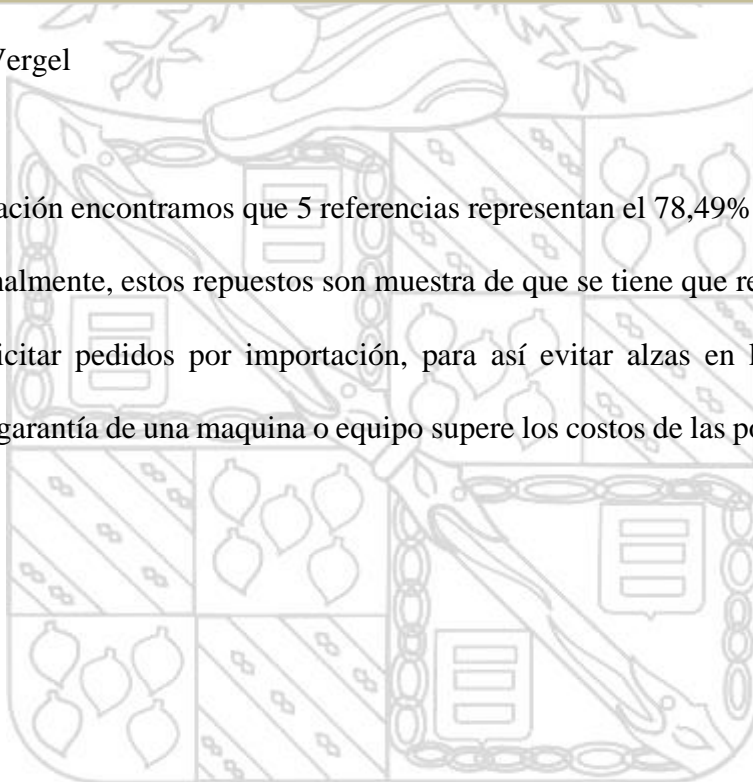 Vergel
ación encontramos que 5 referencias representan el 78,49%
nalmente, estos repuestos son muestra de que se tiene que re
icitar pedidos por importación, para así evitar alzas en l
garantía de una maquina o equipo supere los costos de las po